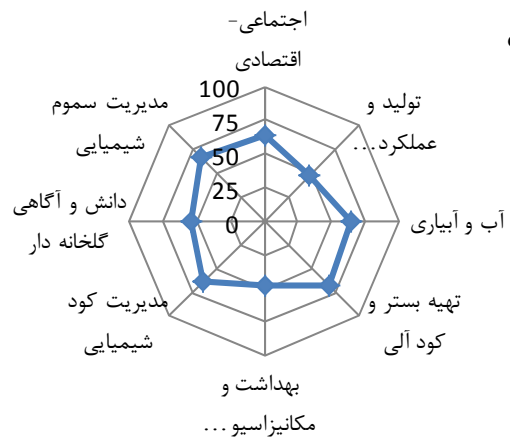 اجتماعی-
اقتصادی
تولید و
عملکرد...
آب و آبیاری
تهیه بستر و
کود آلی
بهداشت و
مکانیزاسیو ...
مدیریت کود
شیمیایی
دانش و آگاهی
گلخانه دار
مدیریت سموم
شیمیایی
100
75
50
25
0